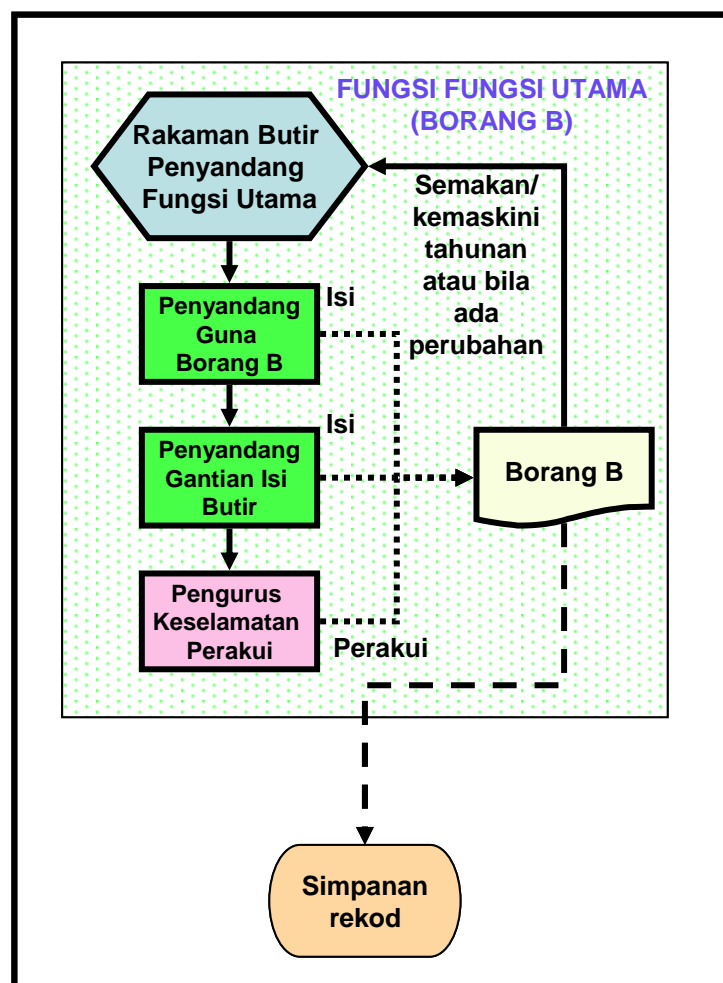 FUNGSI FUNGSI UTAMA
(BORANG B)
Rakaman Butir
Penyandang
Fungsi Utama
Semakan/
kemaskini
tahunan
atau bila
ada
perubahan
Isi
Penyandang
Guna
Borang B
Isi
Penyandang
Gantian Isi
Butir
Borang B
Pengurus
Keselamatan
Perakui
Perakui
Simpanan
rekod